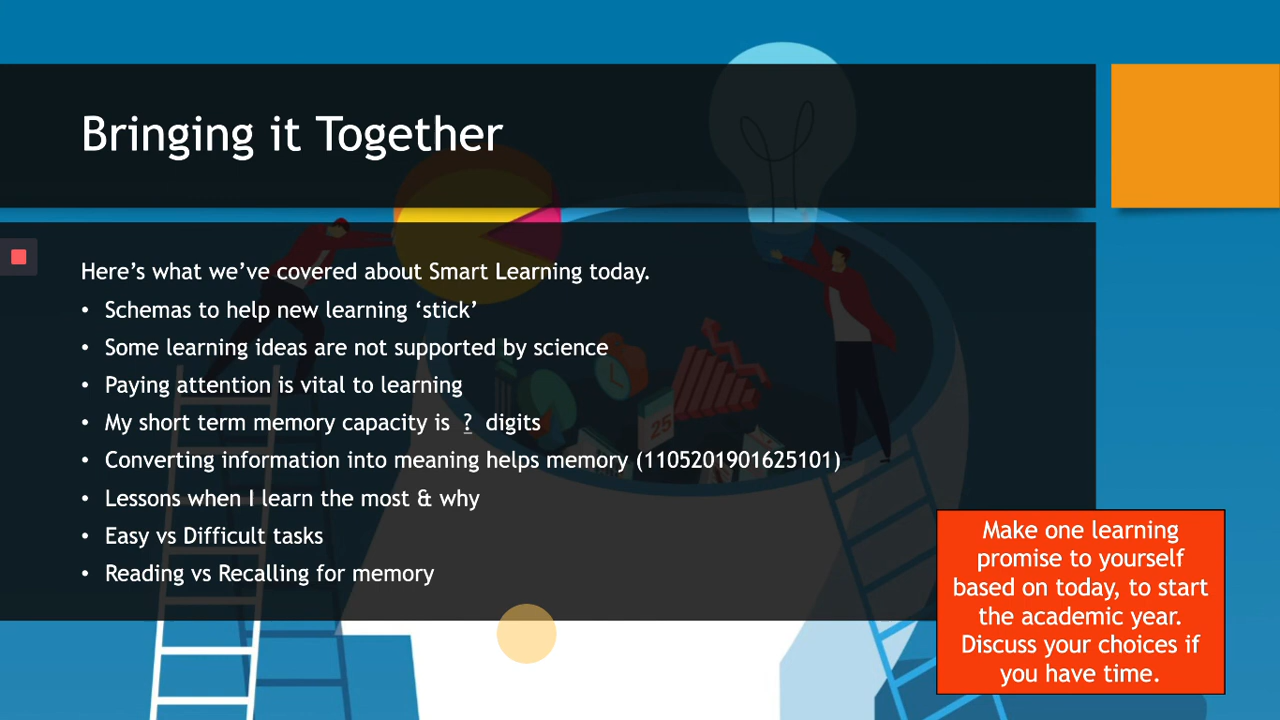 Bringing it Together
Here’s what we’ve covered about Smart Learning today.
• Schemas to help new learning ‘stick’
• Some learning ideas are not supported by science
• Paying attention is vital to learning
• My short term memory capacity is ? digits
• Converting information into meaning helps memory (1105201901625101)
• Lessons when I learn the most & why
• Easy vs Difficult tasks
• Reading vs Recalling for memory
25
Make one learning
promise to yourself
based on today, to start
the academic year.
Discuss your choices if
you have time.